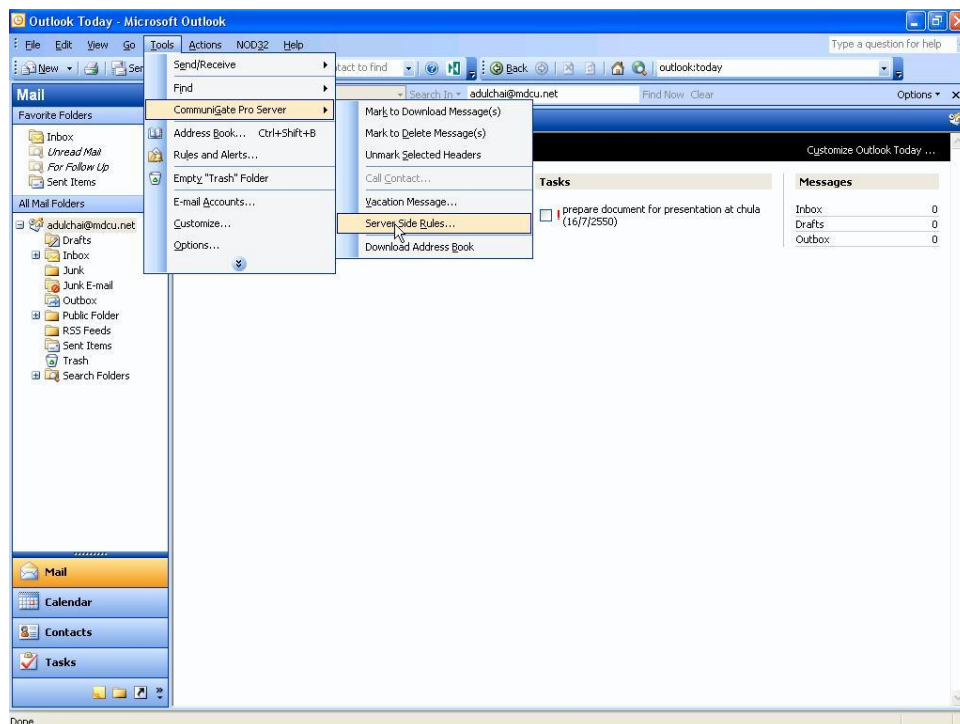 Outlook Today - Microsoft Outlook
File Edit View Go Tools Actions NOD32 Help
Type a question for help
New
Back
outlook:today
Mail
Search In
adulchai@mdcu.net
Find Now Clear
Options
Favorite Folders
Inbox
Unread Mail
For Follow Up
Sent Items
All Mail Folders
adulchai@mdcu.net
Drafts
Inbox
Junk
Junk E-mail
Outbox
Public Folder
RSS Feeds
Sent Items
Trash
Search Folders
Send/Receive
Find
CommuniGate Pro Server
Address Book... Ctrl+Shift+B
Rules and Alerts...
Empty "Trash" Folder
E-mail Accounts...
Customize...
Options...
Mark to Download Message(s)
Mark to Delete Message(s)
Unmark Selected Headers
Call Contact...
Vacation Message...
Server Side Rules...
Download Address Book
Customize Outlook Today ...
Tasks
prepare document for presentation at chula
(16/7/2550)
Messages
Inbox 0
Drafts 0
Outbox 0
Mail
Calendar
Contacts
Tasks
Done